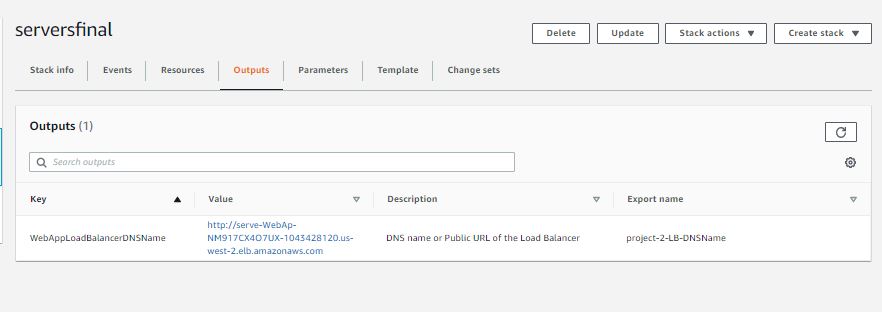 serversfinal
Delete
Update
Stack actions
Create stack
Stack info
Events
Resources
Outputs
Parameters
Template
Change sets
Outputs (1)
Search outputs
Key
Value
Description
Export name
WebAppLoadBalancerDNSName
http://serve-WebAp-
NM917CX4O7UX-1043428120.us-
west-2.elb.amazonaws.com
DNS name or Public URL of the Load Balancer
project-2-LB-DNSName